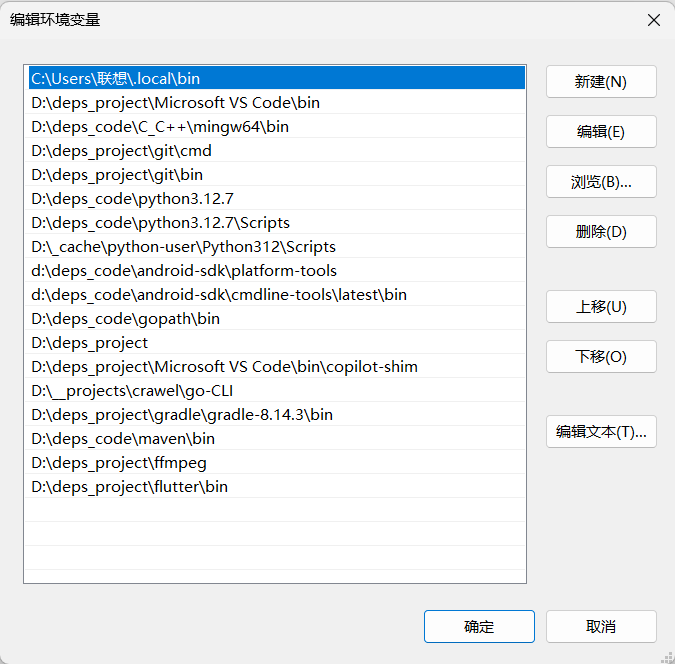 编辑环境变量
C:\Users\联想\.local\bin
新建(N)
D:\deps_project\Microsoft VS Code\bin
D:\deps_code\C_C++\mingw64\bin
编辑(E)
D:\deps_project\git\cmd
D:\deps_project\git\bin
浏览(B)...
D:\deps_code\python3.12.7
D:\deps_code\python3.12.7\Scripts
删除(D)
D:\_cache\python-user\Python312\Scripts
d:\deps_code\android-sdk\platform-tools
d:\deps_code\android-sdk\cmdline-tools\latest\bin
上移(U)
D:\deps_code\gopath\bin
D:\deps_project
下移(O)
D:\deps_project\Microsoft VS Code\bin\copilot-shim
D:\__projects\crawel\go-CLI
D:\deps_project\gradle\gradle-8.14.3\bin
编辑文本(T)...
D:\deps_code\maven\bin
D:\deps_project\ffmpeg
D:\deps_project\flutter\bin
确定
取消